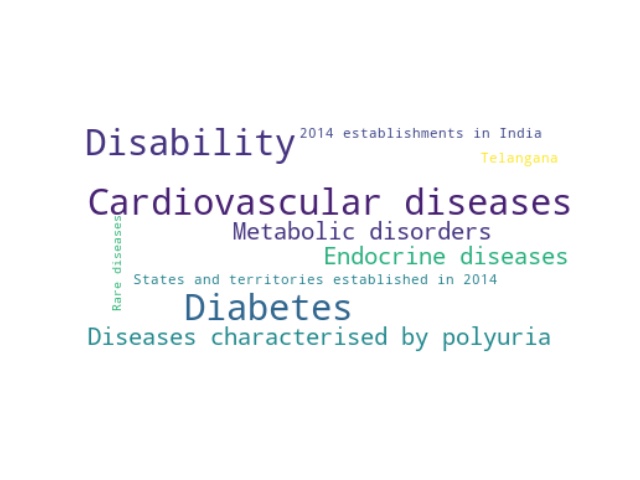 Disability
2014 establishments in India
Telangana
Cardiovascular diseases
Metabolic disorders
Rare diseases
Endocrine diseases
States and territories established in 2014
Diabetes
Diseases characterised by polyuria